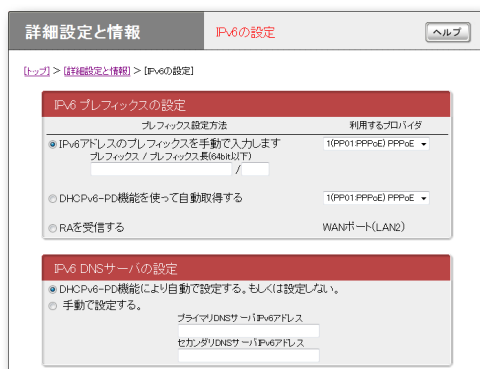 詳細設定と情報 IPv6の設定 ヘルプ
[トップ] > [詳細設定と情報] > [IPv6の設定]
IPv6 プレフィックスの設定
プレフィックス設定方法 利用するプロバイダ
IPv6アドレスのプレフィックスを手動で入力します 1(PP01:PPPoE) PPPoE
プレフィックス / プレフィックス長(64bit以下)
/
DHCPv6-PD機能を使って自動取得する 1(PP01:PPPoE) PPPoE
RAを受信する WANポート(LAN2)
IPv6 DNSサーバの設定
DHCPv6-PD機能により自動で設定する。もしくは設定しない。
手動で設定する。
プライマリDNSサーバIPv6アドレス
セカンダリDNSサーバIPv6アドレス